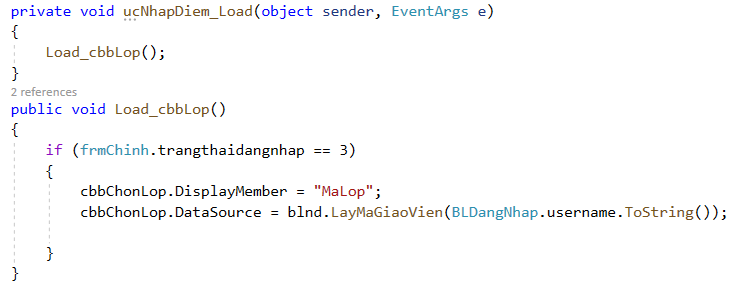 private void ucNhapDiem_Load(object sender, EventArgs e)
{
    Load_cbbLop();
}
2 references
public void Load_cbbLop()
{
    if (frmChinh.trangthaidangnhap == 3)
    {
        cbbChonLop.DisplayMember = "MaLop";
        cbbChonLop.DataSource = blnd.LayMaGiaoVien(BLDangNhap.username.ToString());
    }
}